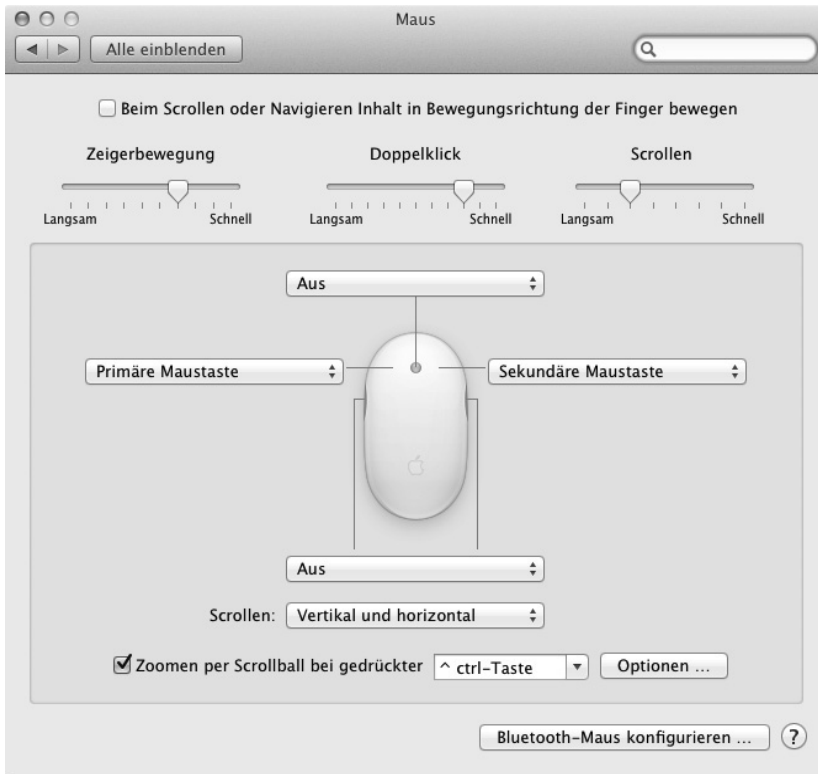 Maus
Alle einblenden
Beim Scrollen oder Navigieren Inhalt in Bewegungsrichtung der Finger bewegen
Zeigerbewegung Doppelklick Scrollen
Langsam Schnell Langsam Schnell Langsam Schnell
Aus
Primäre Maustaste Sekundäre Maustaste
Aus
Scrollen: Vertikal und horizontal
Zoomen per Scrollball bei gedrückter ^ ctrl-Taste Optionen ...
Bluetooth-Maus konfigurieren ... ?